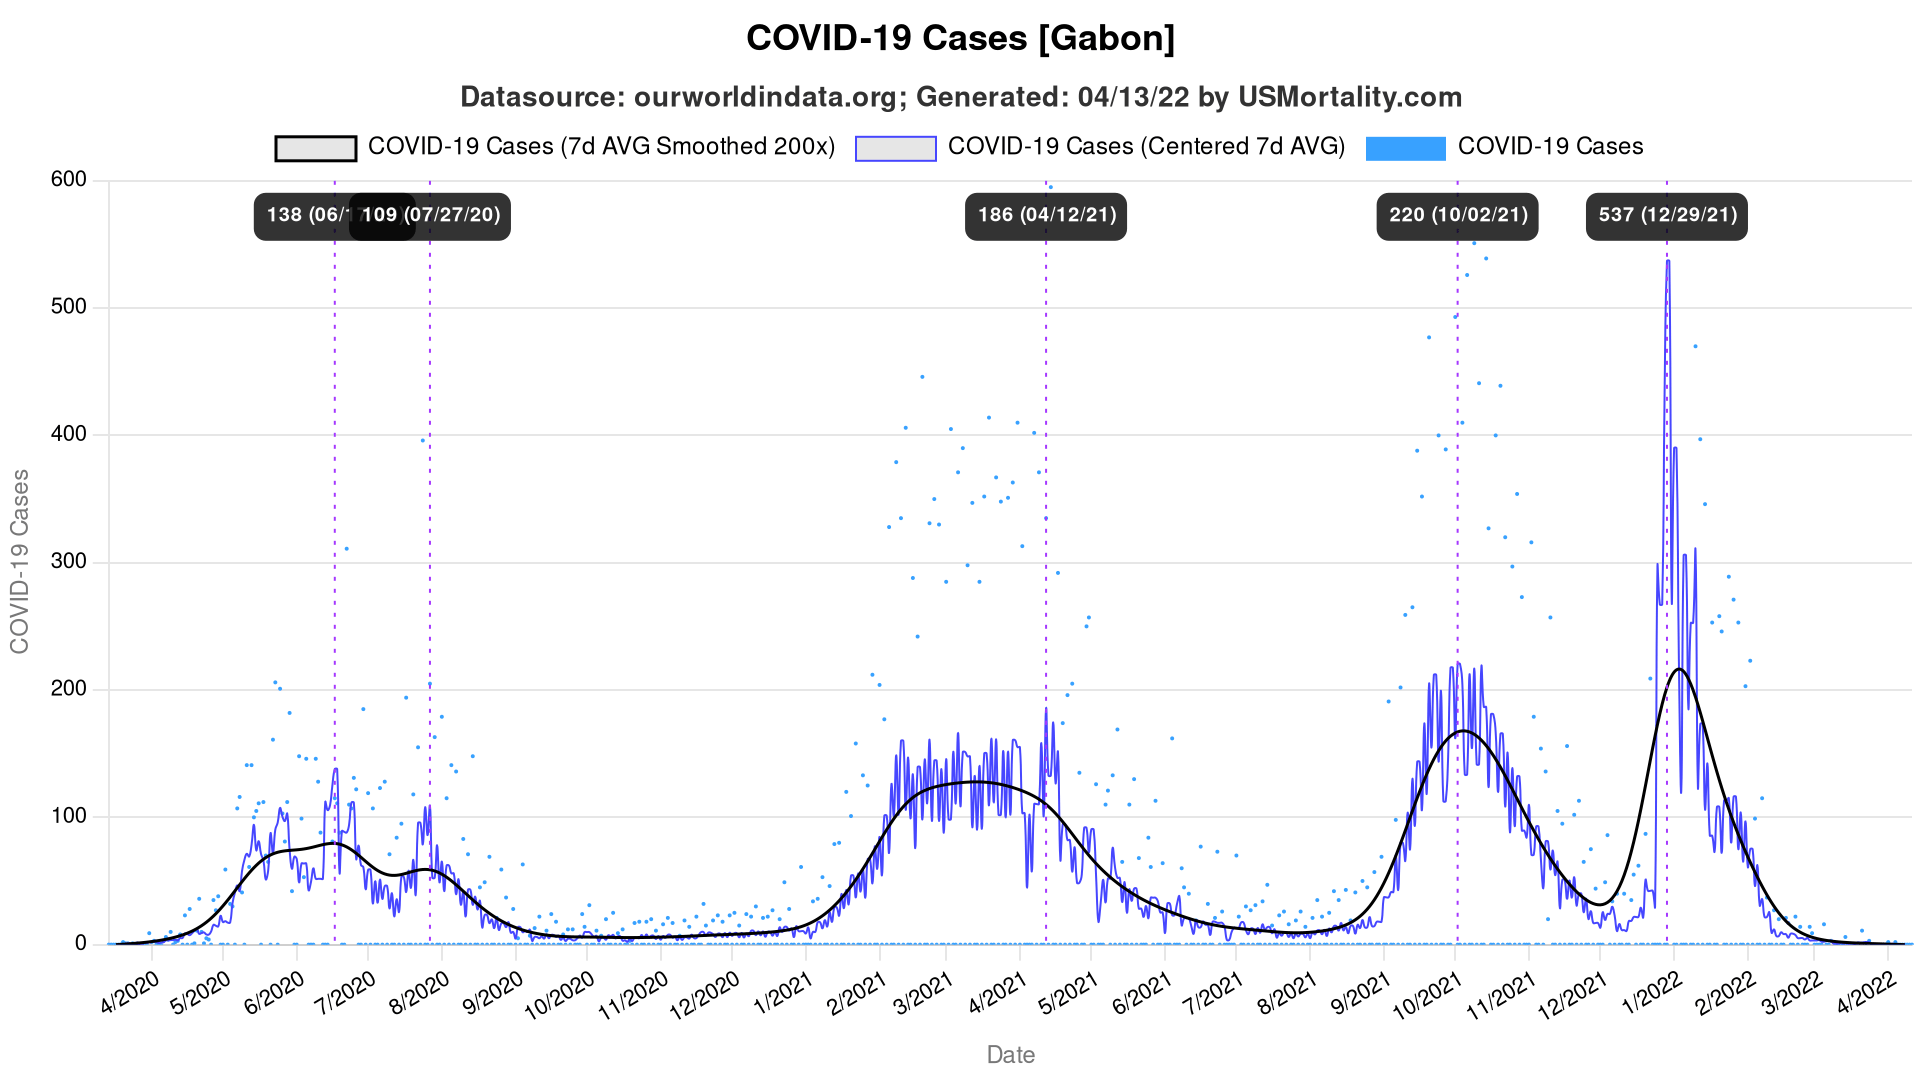 COVID-19 Cases [Gabon]
Datasource: ourworldindata.org; Generated: 04/13/22 by USMortality.com
COVID-19 Cases (7d AVG Smoothed 200x) COVID-19 Cases (Centered 7d AVG) COVID-19 Cases
138 (06/1 109 (07/27/20) 186 (04/12/21) 220 (10/02/21) 537 (12/29/21)
600
500
400
300
200
100
0
COVID-19 Cases
4/2020 5/2020 6/2020 7/2020 8/2020 9/2020 10/2020 11/2020 12/2020 1/2021 2/2021 3/2021 4/2021 5/2021 6/2021 7/2021 8/2021 9/2021 10/2021 11/2021 12/2021 1/2022 2/2022 3/2022 4/2022
Date